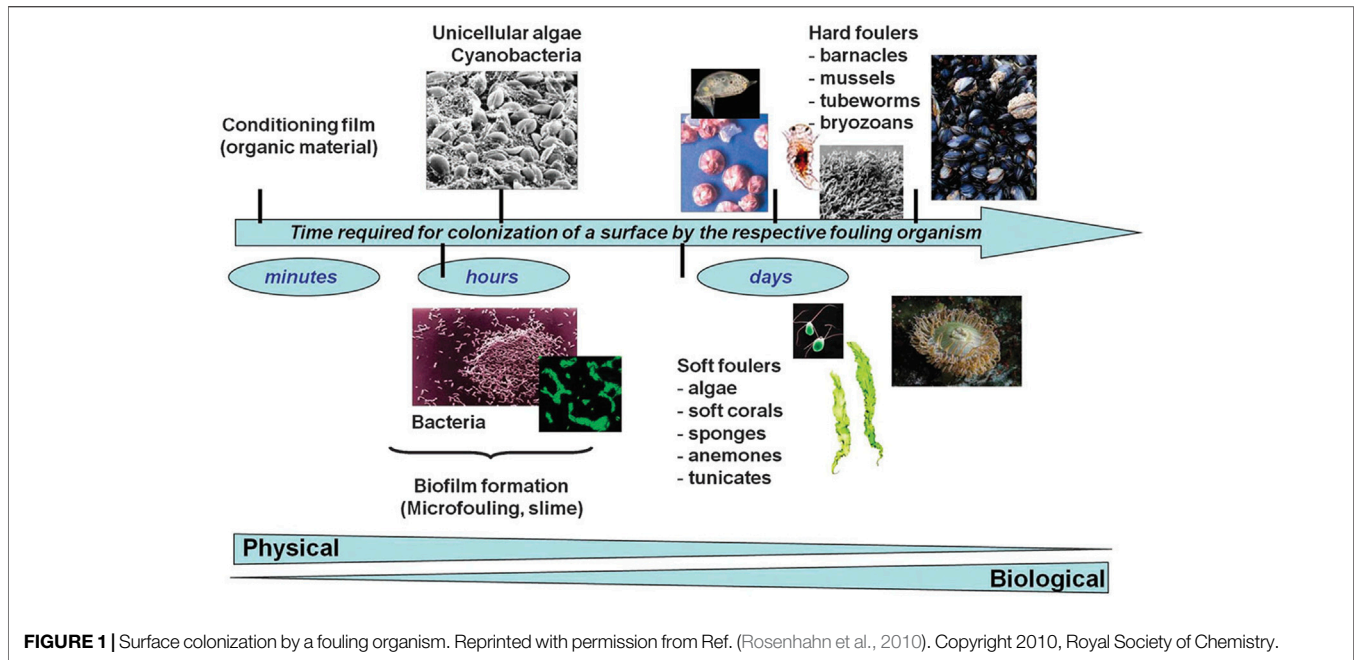 Unicellular algae
Cyanobacteria
Hard foulers
- barnacles
- mussels
- tubeworms
- bryozoans
Conditioning film
(organic material)
Time required for colonization of a surface by the respective fouling organism
minutes
hours
days
Bacteria
Biofilm formation
(Microfouling, slime)
Soft foulers
- algae
- soft corals
- sponges
- anemones
- tunicates
Physical
Biological
FIGURE 1 | Surface colonization by a fouling organism. Reprinted with permission from Ref. (Rosenhahn et al., 2010). Copyright 2010, Royal Society of Chemistry.